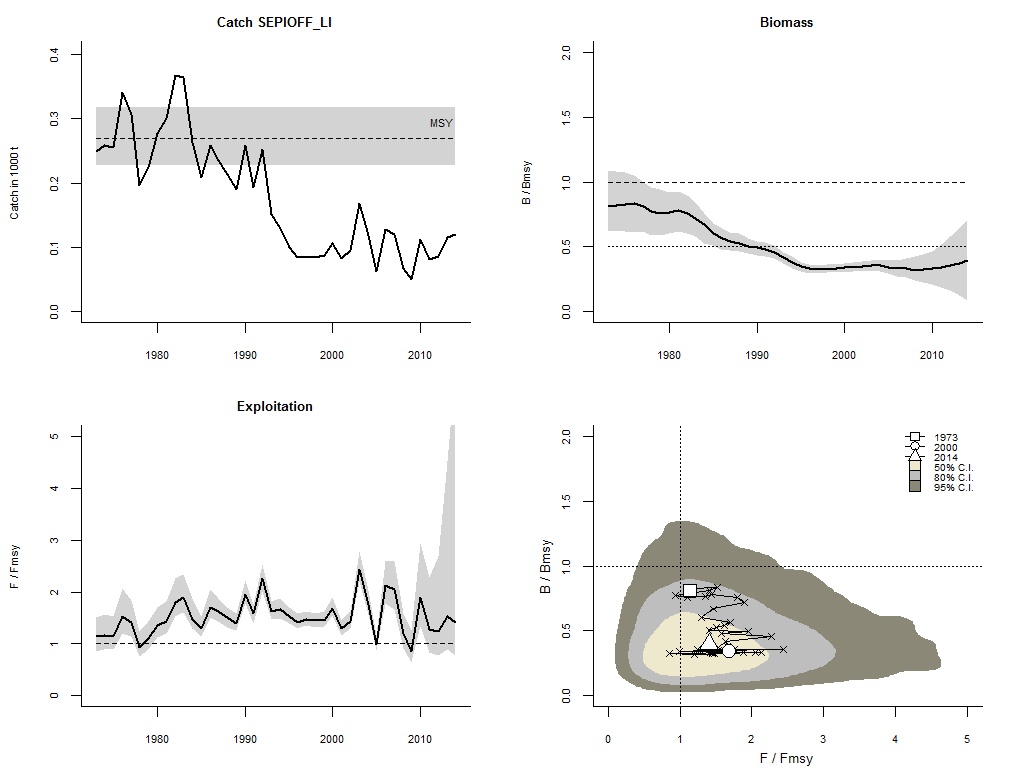 Catch SEPIOFF_LI
Catch in 1000 t
0.0 0.1 0.2 0.3 0.4
MSY
1980 1990 2000 2010
Biomass
B / Bmsy
0.0 0.5 1.0 1.5 2.0
1980 1990 2000 2010
Exploitation
F / Fmsy
0 1 2 3 4 5
1980 1990 2000 2010
B / Bmsy
0.0 0.5 1.0 1.5 2.0
1973
2000
2014
50% C.I.
80% C.I.
95% C.I.
0 1 2 3 4 5
F / Fmsy